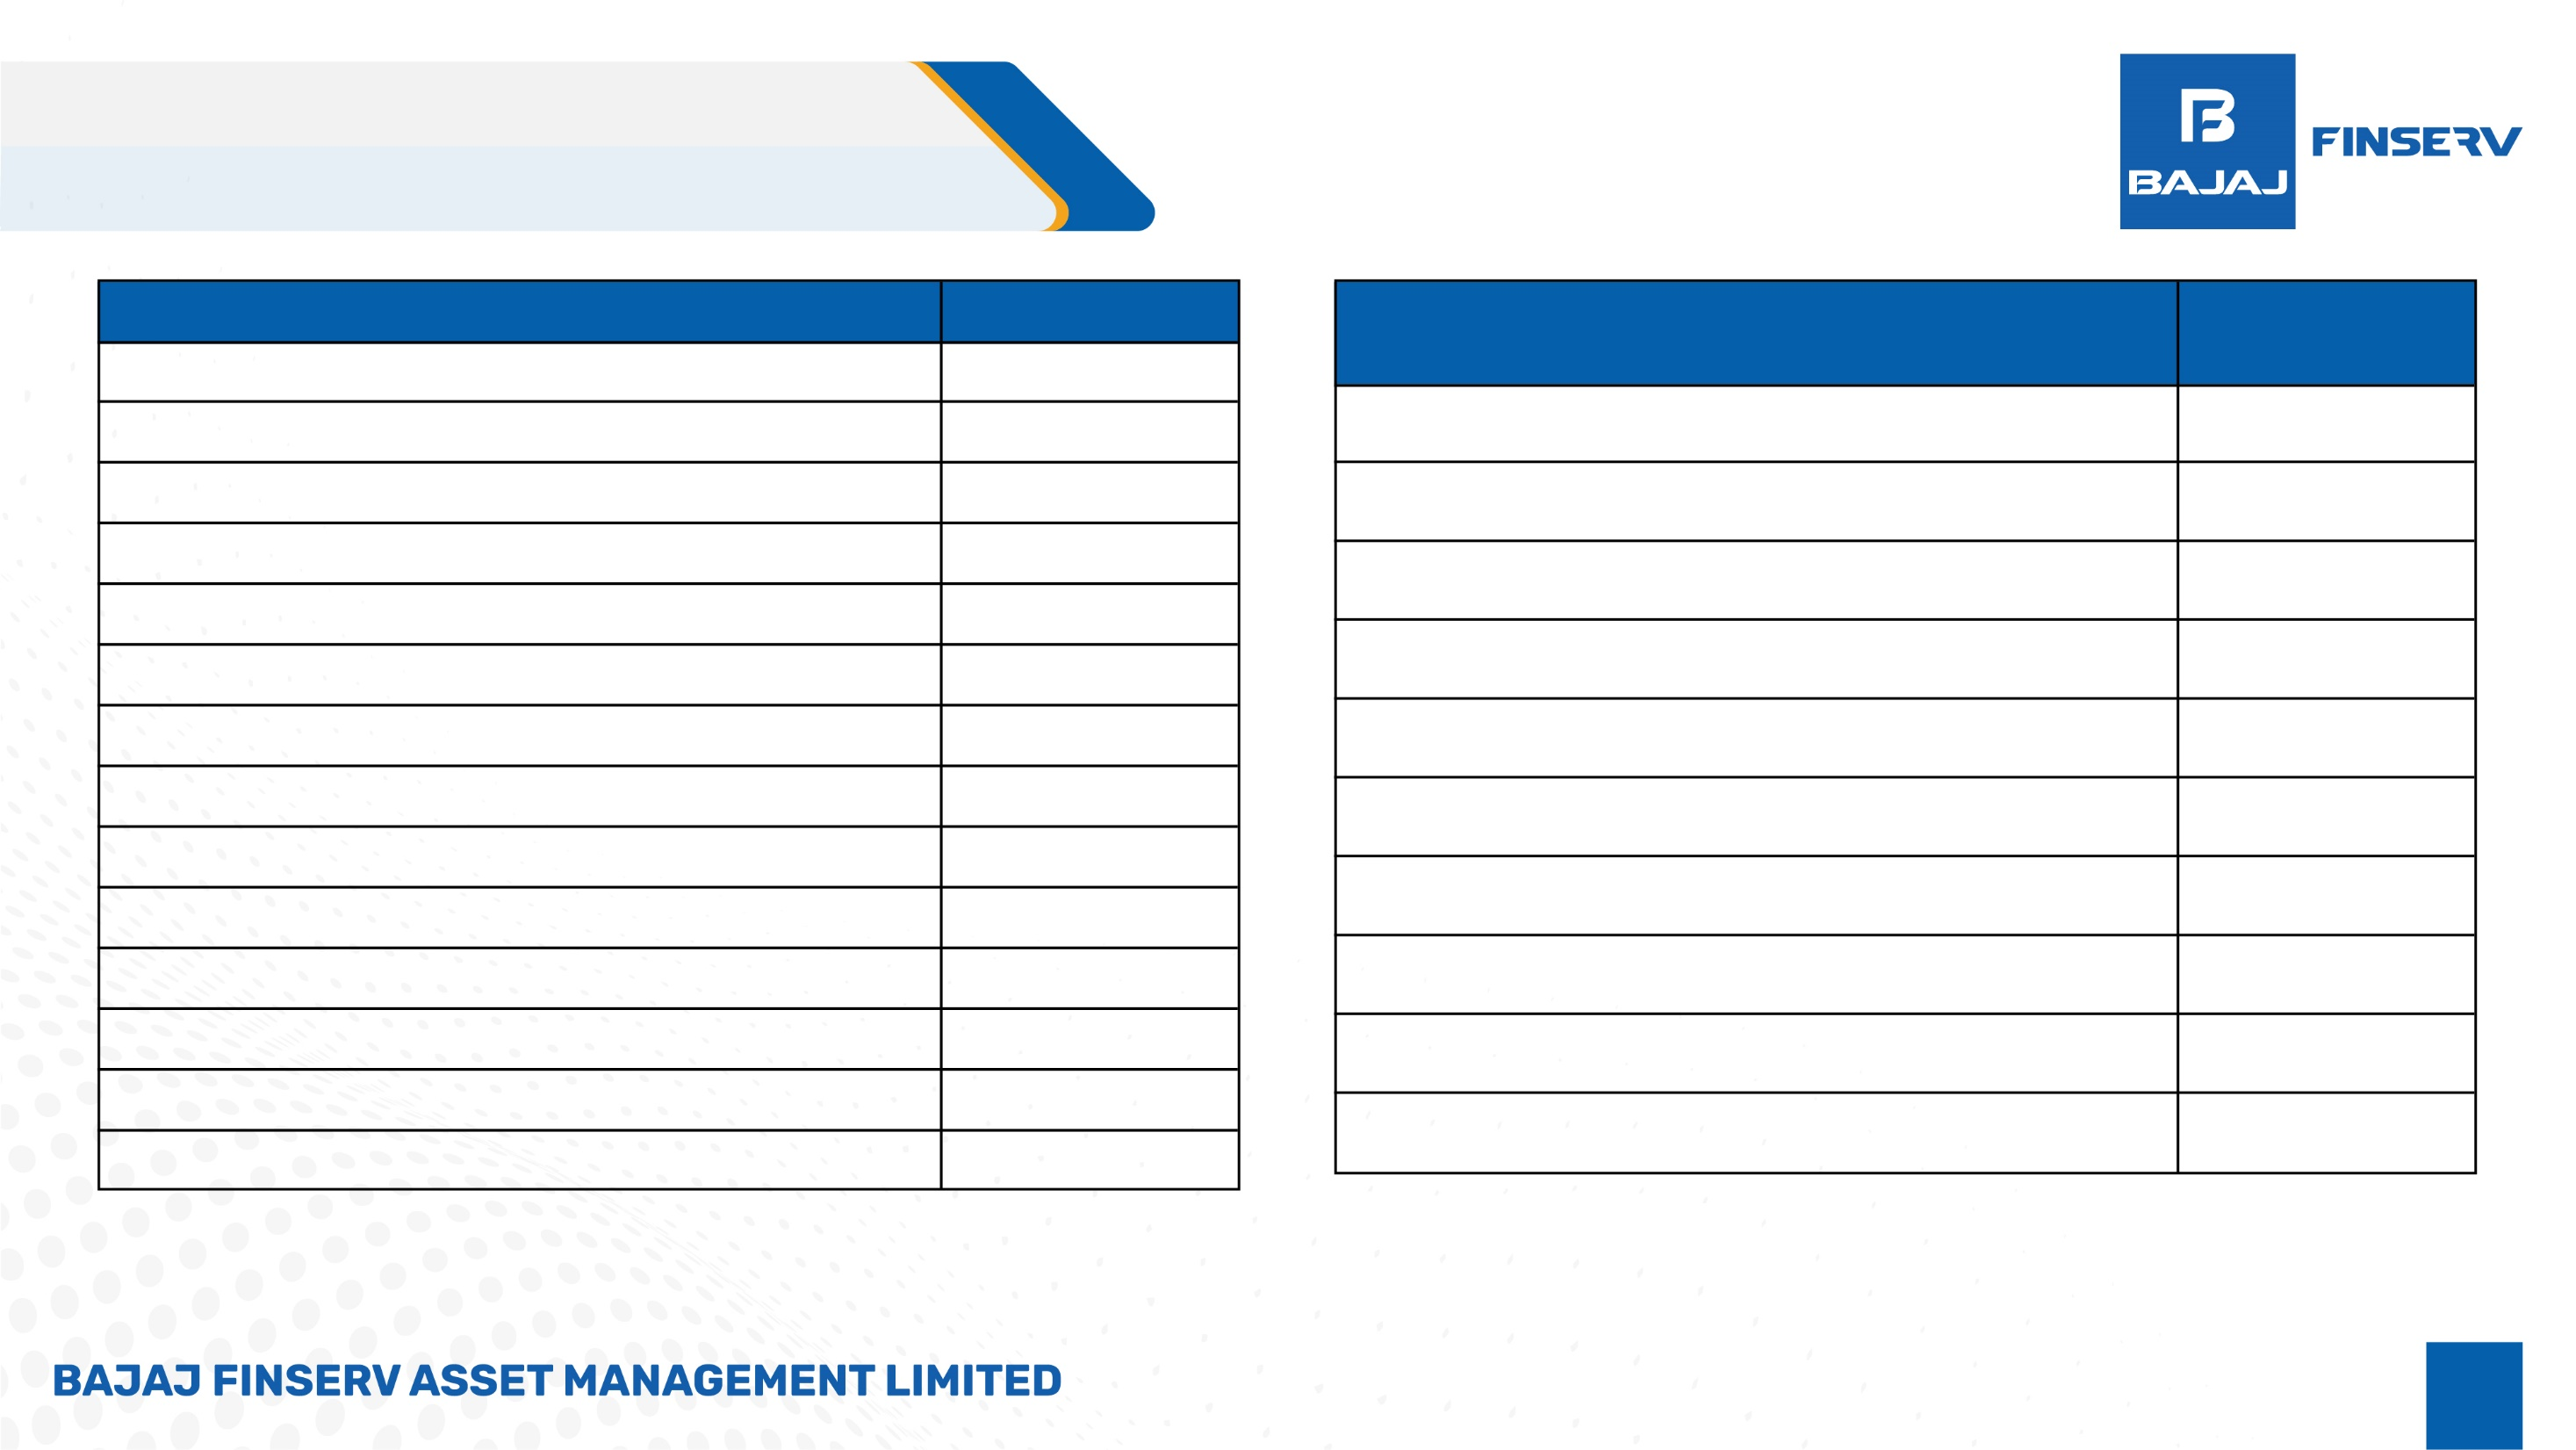 BAJAJ
FINSERV
BAJAJ FINSERV ASSET MANAGEMENT LIMITED